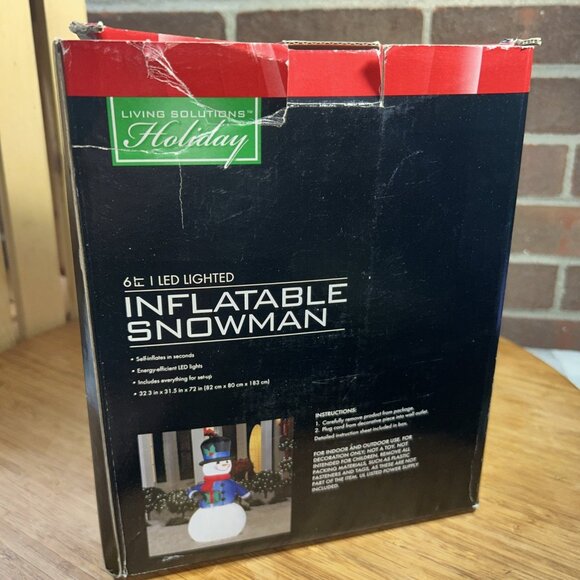 LIVING SOLUTIONS™
Holiday
6 FT | LED LIGHTED
INFLATABLE
SNOWMAN
• Self-inflates in seconds
• Energy-efficient LED lights
• Includes everything for set-up
• 32.3 in x 31.5 in x 72 in (82 cm x 80 cm x 183 cm)
INSTRUCTIONS:
1. Carefully remove product from package.
2. Plug cord from decorative piece into wall outlet.
Detailed instruction sheet included in box.
FOR INDOOR AND OUTDOOR USE. FOR
DECORATION ONLY; NOT A TOY. NOT
INTENDED FOR CHILDREN. REMOVE ALL
PACKING MATERIALS, SUCH AS PLASTIC
FASTENERS AND TAGS, AS THESE ARE NOT
PART OF THE ITEM. UL LISTED POWER SUPPLY
INCLUDED.